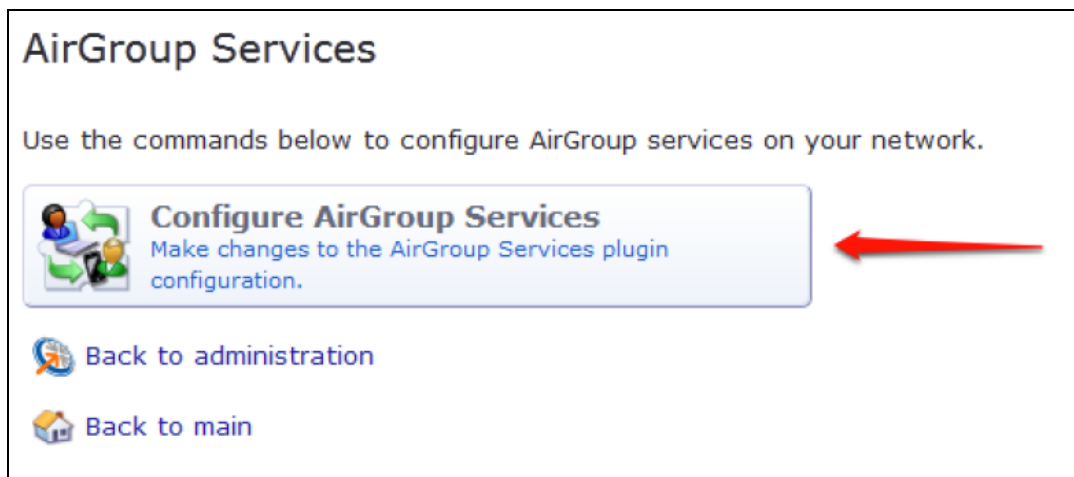 AirGroup Services
Use the commands below to configure AirGroup services on your network.
Configure AirGroup Services
Make changes to the AirGroup Services plugin
configuration.
Back to administration
Back to main